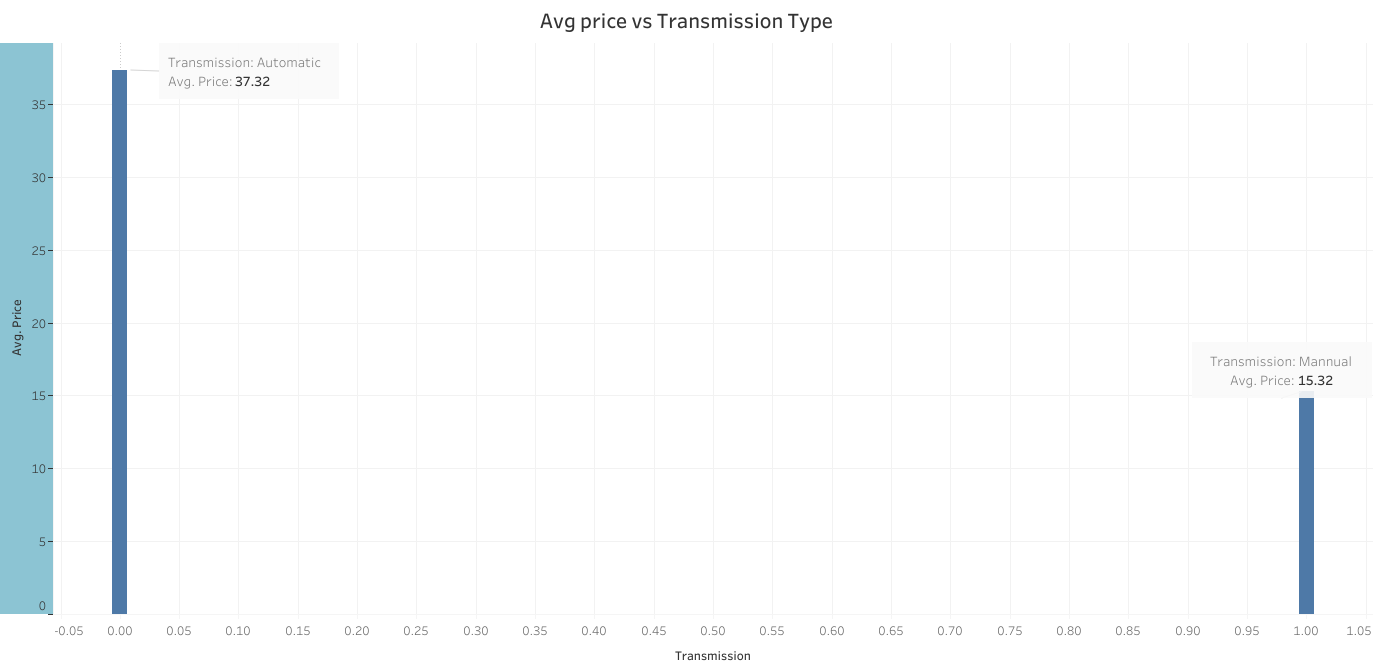 Avg price vs Transmission Type
Transmission: Automatic
Avg. Price: 37.32
35
30
25
20
15
10
5
0
Avg. Price
Transmission: Mannual
Avg. Price: 15.32
-0.05 0.00 0.05 0.10 0.15 0.20 0.25 0.30 0.35 0.40 0.45 0.50 0.55 0.60 0.65 0.70 0.75 0.80 0.85 0.90 0.95 1.00 1.05
Transmission